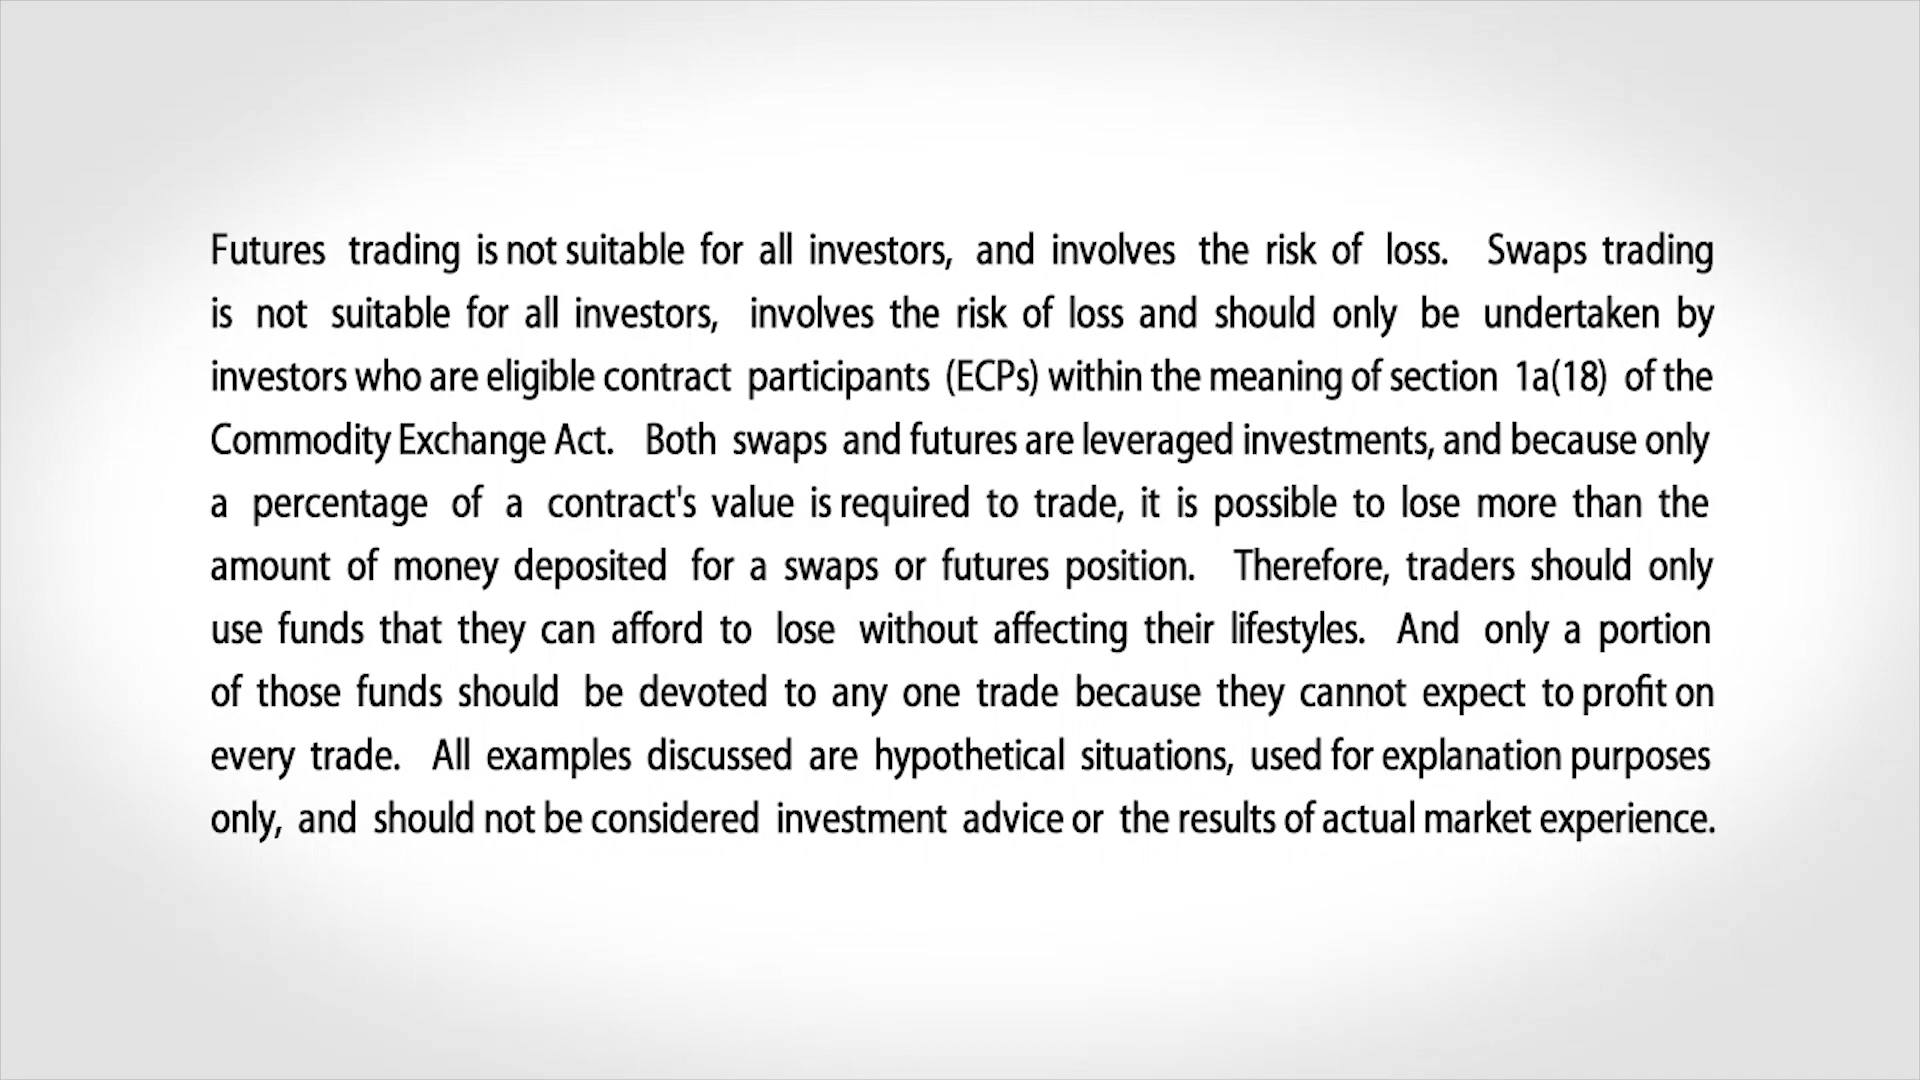 Futures trading is not suitable for all investors, and involves the risk of loss. Swaps trading
is not suitable for all investors, involves the risk of loss and should only be undertaken by
investors who are eligible contract participants (ECPs) within the meaning of section 1a(18) of the
Commodity Exchange Act. Both swaps and futures are leveraged investments, and because only
a percentage of a contract's value is required to trade, it is possible to lose more than the
amount of money deposited for a swaps or futures position. Therefore, traders should only
use funds that they can afford to lose without affecting their lifestyles. And only a portion
of those funds should be devoted to any one trade because they cannot expect to profit on
every trade. All examples discussed are hypothetical situations, used for explanation purposes
only, and should not be considered investment advice or the results of actual market experience.